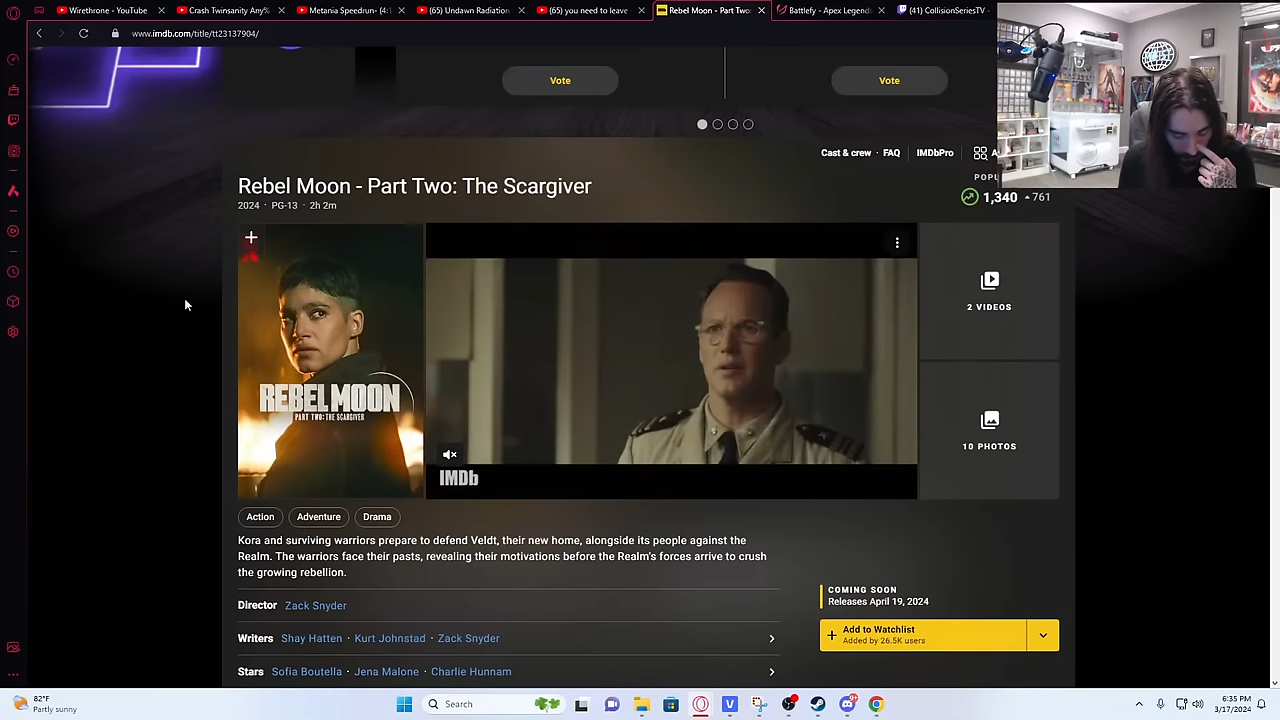 Wirethrone - YouTube
Crash Twinsanity Any%
Metania Speedrun- (4:
(65) Undawn Radiation
(65) you need to leave
Rebel Moon - Part Two:
Battlefy - Apex Legend
(41) CollisionSeriesTV
www.imdb.com/title/tt23137904/
Vote
Vote
Cast & crew · FAQ
IMDbPro
Rebel Moon - Part Two: The Scargiver
2024 · PG-13 · 2h 2m
POPU
1,340
761
REBEL MOON
PART TWO: THE SCARGIVER
IMDb
2 VIDEOS
10 PHOTOS
Action
Adventure
Drama
Kora and surviving warriors prepare to defend Veldt, their new home, alongside its people against the
Realm. The warriors face their pasts, revealing their motivations before the Realm's forces arrive to crush
the growing rebellion.
Director Zack Snyder
Writers Shay Hatten · Kurt Johnstad · Zack Snyder
Stars Sofia Boutella · Jena Malone · Charlie Hunnam
COMING SOON
Releases April 19, 2024
Add to Watchlist
Added by 26.5K users
82°F
Partly sunny
Search
6:35 PM
3/17/2024